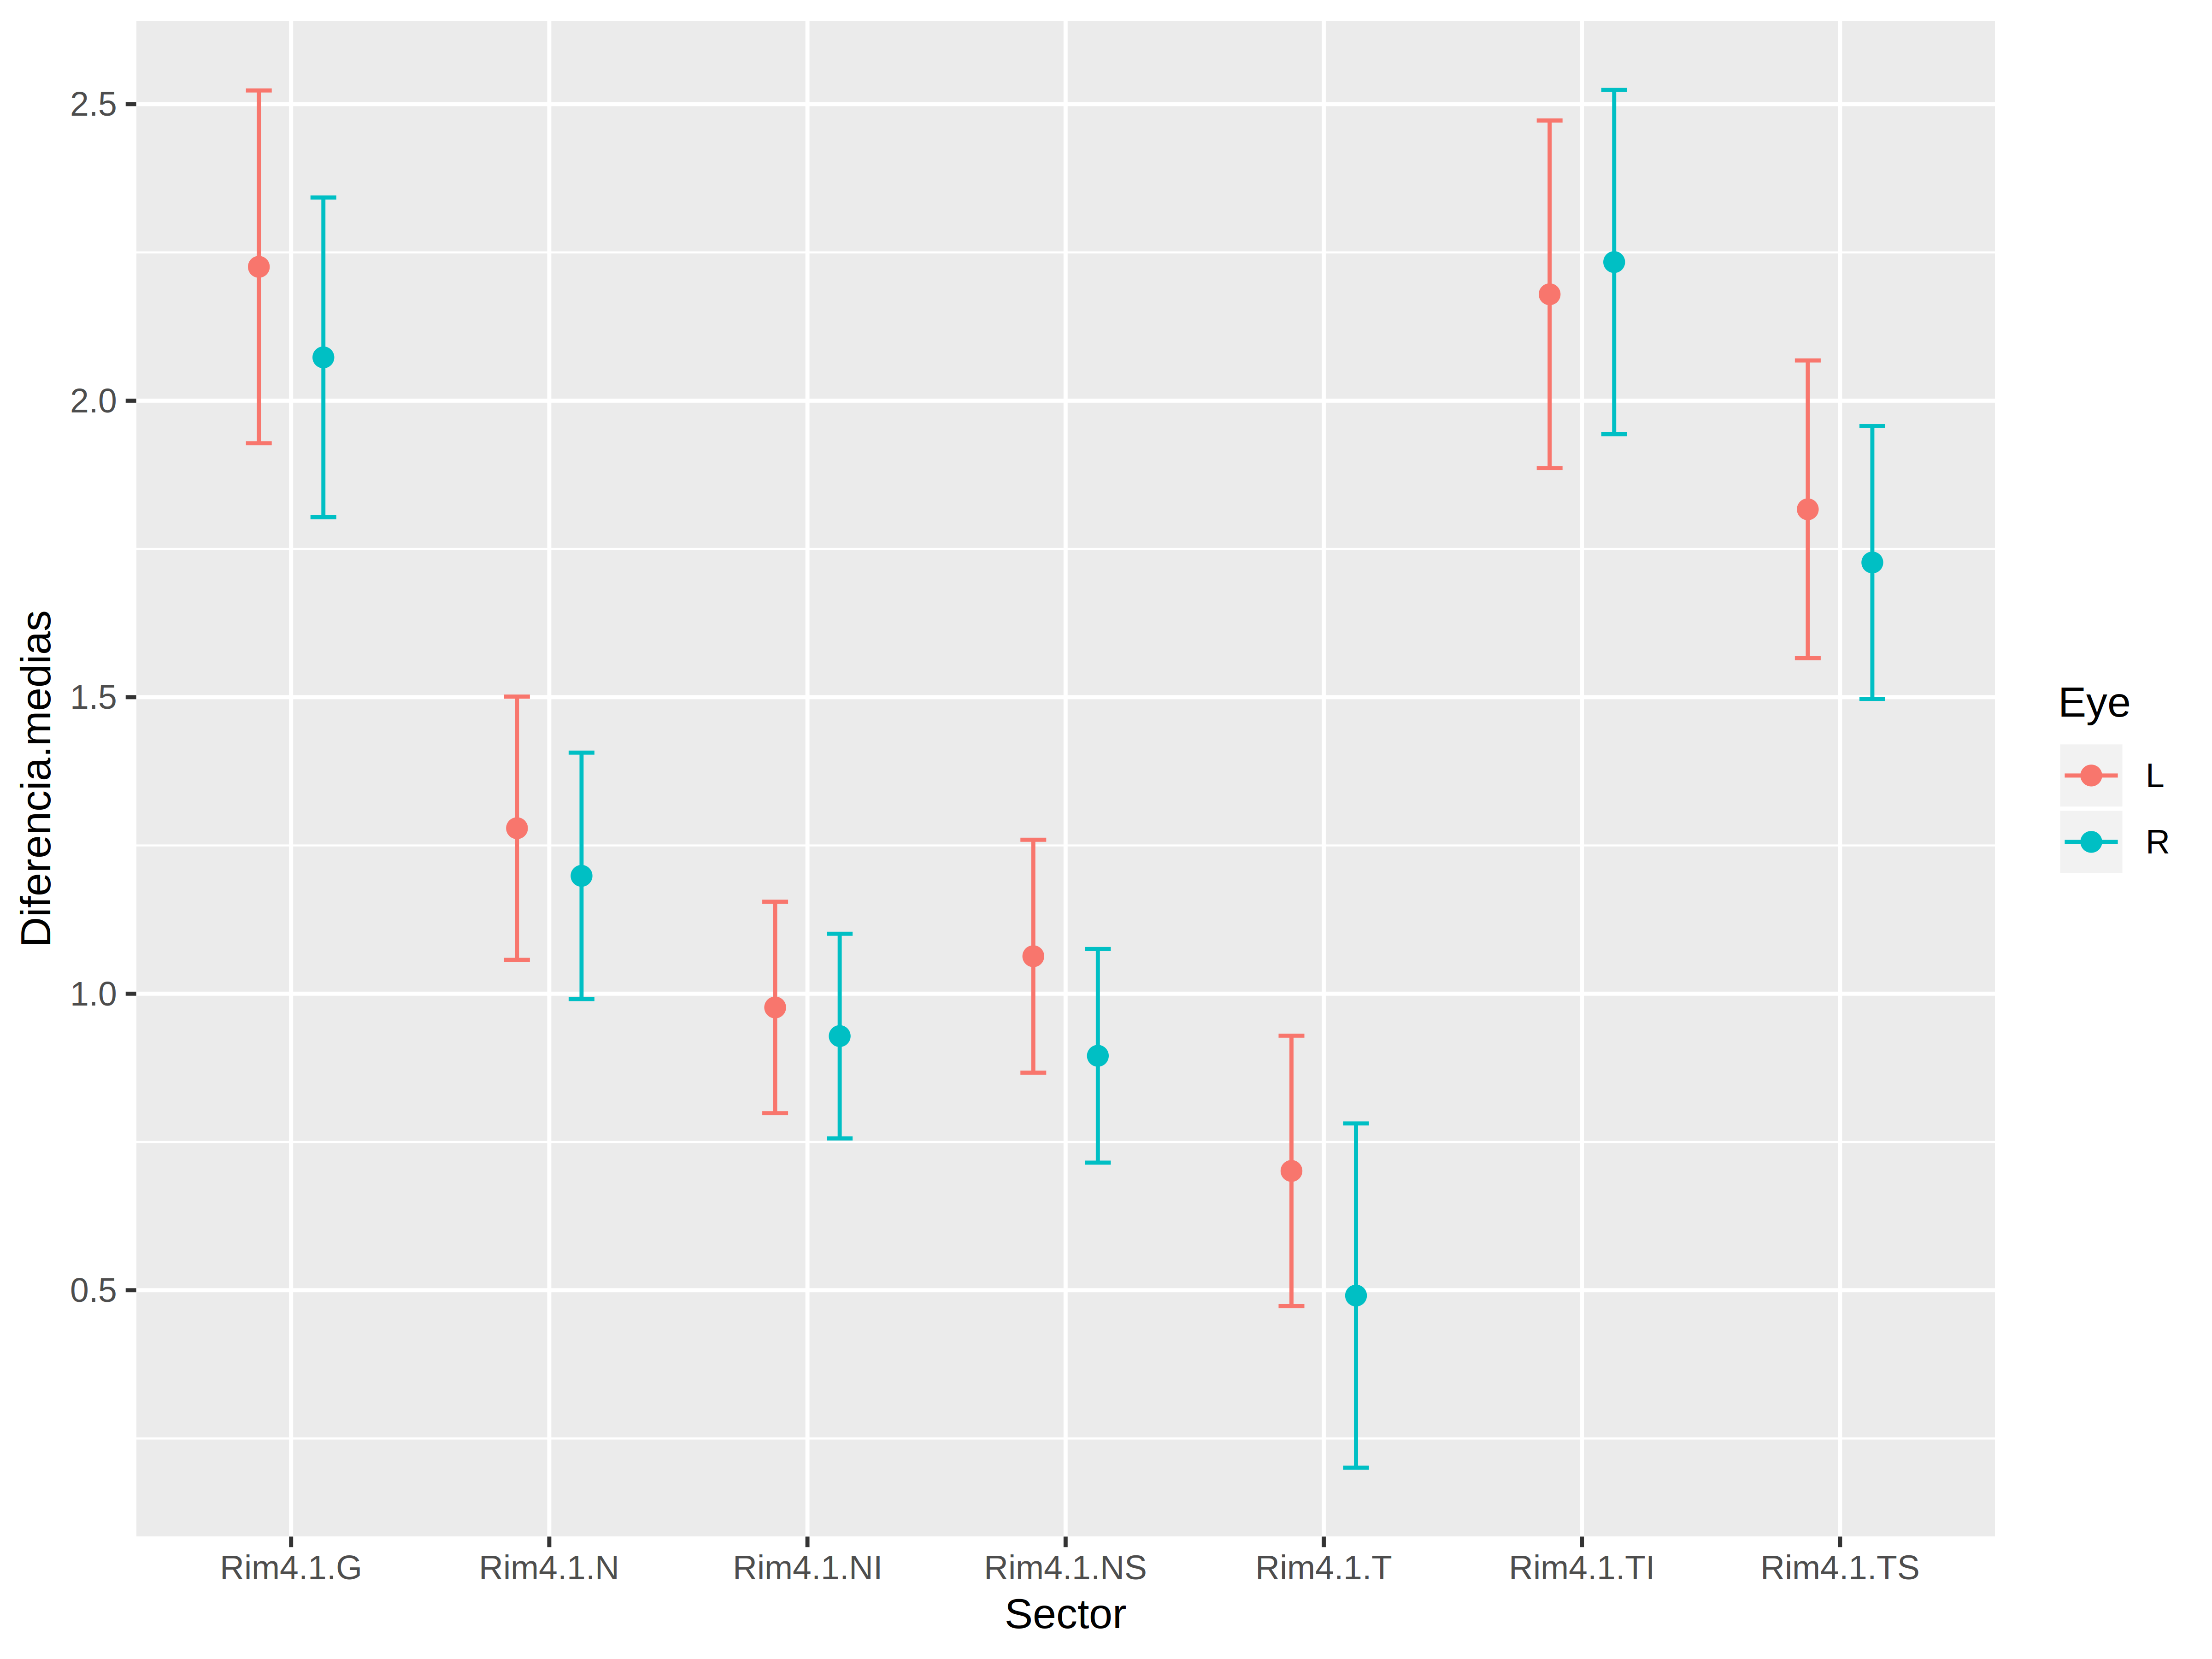 2.5
2.0
1.5
1.0
0.5
Diferencia.medias
Rim4.1.G Rim4.1.N Rim4.1.NI Rim4.1.NS Rim4.1.T Rim4.1.TI Rim4.1.TS
Sector
Eye
L
R